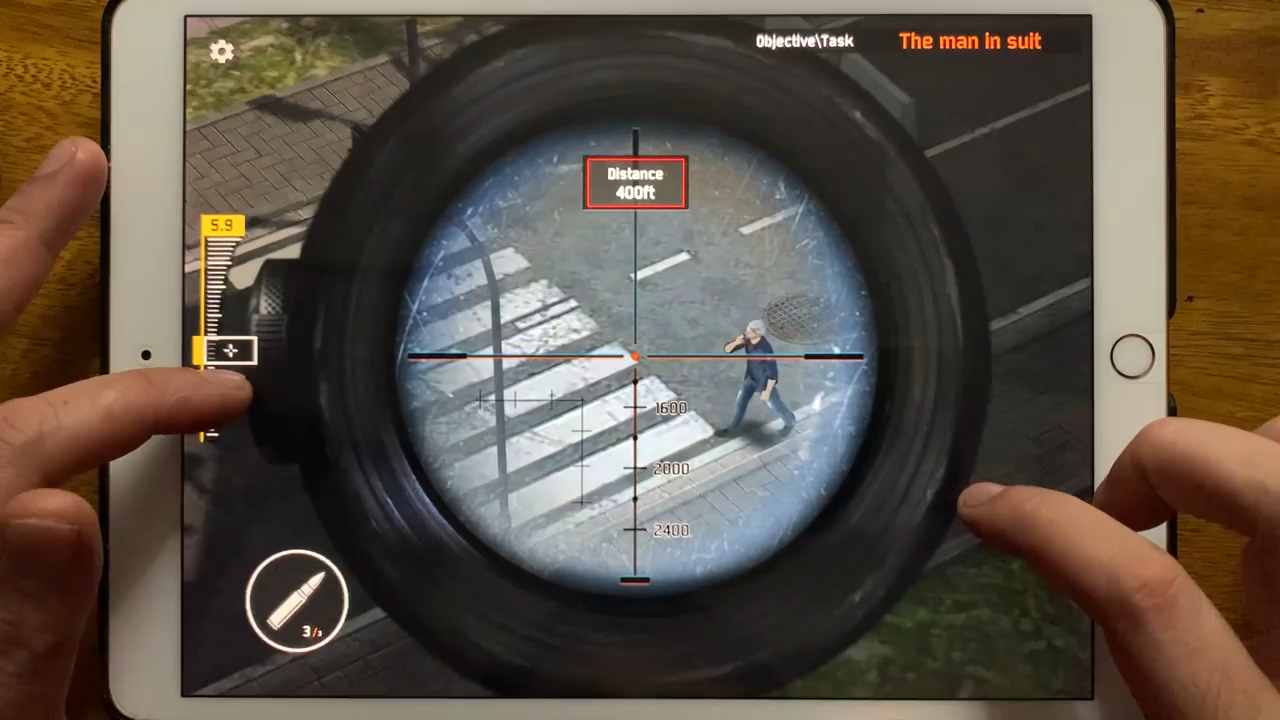 Objective\Task
The man in suit
Distance
400ft
5.9
1600
2000
2400
3/3